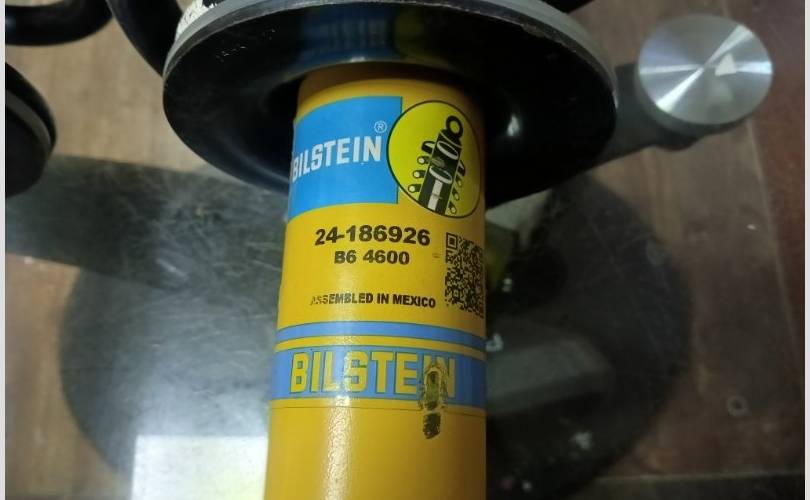 BILSTEIN®
24-186926
B6 4600
ASSEMBLED IN MEXICO
BILSTEIN